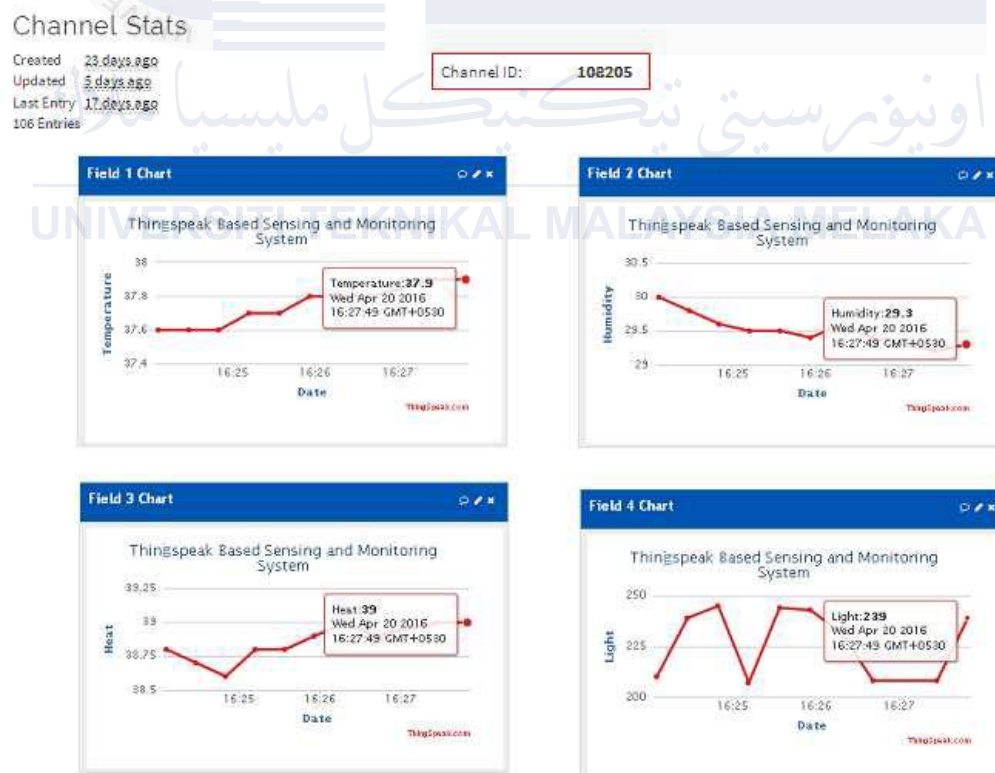 Channel Stats
Created 23 days ago
Updated 5 days ago
Last Entry 17 days ago
106 Entries
Channel ID: 108205
اونيۏرسيتي تيكنيكل مليسيا ملاك
UNIVERSITI TEKNIKAL MALAYSIA MELAKA
Field 1 Chart
Thingspeak Based Sensing and Monitoring
System
Temperature
38
37.8
37.6
37.4
Temperature:37.9
Wed Apr 20 2016
16:27:49 GMT+0530
16:25 16:26 16:27
Date
ThingSpeak.com
Field 2 Chart
Thingspeak Based Sensing and Monitoring
System
Humidity
30.5
30
29.5
29
Humidity:29.3
Wed Apr 20 2016
16:27:49 GMT+0530
16:25 16:26 16:27
Date
ThingSpeak.com
Field 3 Chart
Thingspeak Based Sensing and Monitoring
System
Heat
39.25
39
38.75
38.5
Heat:39
Wed Apr 20 2016
16:27:49 GMT+0530
16:25 16:26 16:27
Date
ThingSpeak.com
Field 4 Chart
Thingspeak Based Sensing and Monitoring
System
Light
250
225
200
Light:239
Wed Apr 20 2016
16:27:49 GMT+0530
16:25 16:26 16:27
Date
ThingSpeak.com